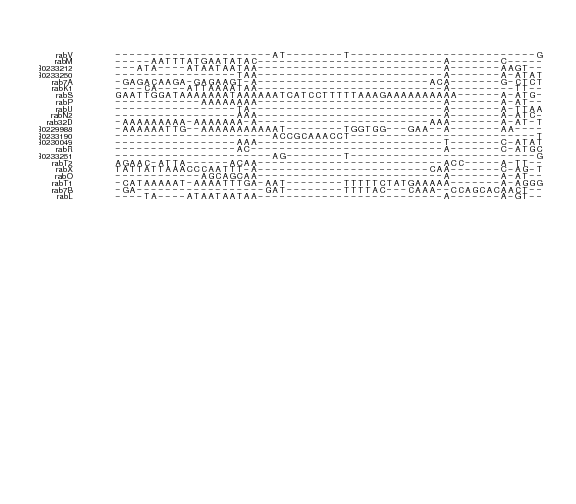 rabV ----------------------AT--------T--------------------------G
rabM -----AATTTATGAATATAC--------------------------A-------C-----
30233212 ---ATA----ATAATAATAA--------------------------A-------AAGT--
30233250 -----------------TAA--------------------------A-------A-ATAT
rab7A -GAGACAAGA-GAGAAGT-A------------------------ACA-------G-CTCT
rabK1 ----CA----ATTAAAATAA--------------------------A---------TT--
rabS GAATTGGATAAAAAAATAAAAAATCATCCTTTTTAAAGAAAAAAAAAA------A-ATG-
rabP ------------AAAAAAAA--------------------------A-------A-AT--
rabU -----------------TA---------------------------A-------A-TTAA
rabN2 -----------------AAA--------------------------A-------A-ATC-
rab32D -AAAAAAAAA-AAAAAAA-A------------------------AAA-------A-AT-T
30229988 -AAAAAATTG--AAAAAAAAAAAT--------TGGTGG---GAA--A-------AA----
30233190 ----------------------ACCGCAAACCT--------------------------T
30230049 -----------------AAA--------------------------T-------C-ATAT
rabR -----------------AC---------------------------A-------C-ATGC
30233251 ----------------------AG--------T--------------------------G
rabT2 AGAAC-ATTA------ACAA--------------------------ACC-----A-TT--
rabX TATTATTAAACCCAATTT-A------------------------CAA-------C-AG-T
rabO ------------AGCAGCAA--------------------------A-------A-AT--
rabT1 -CATAAAAAT-AAAATTTGA-AAT--------TTTTTCTATGAAAAA-------A-AGGG
rab7B -GA------------------GAT--------TTTTAC---CAAA--CCAGCACAACT--
rabL ----TA----ATAATAATAA--------------------------A-------A-GT--